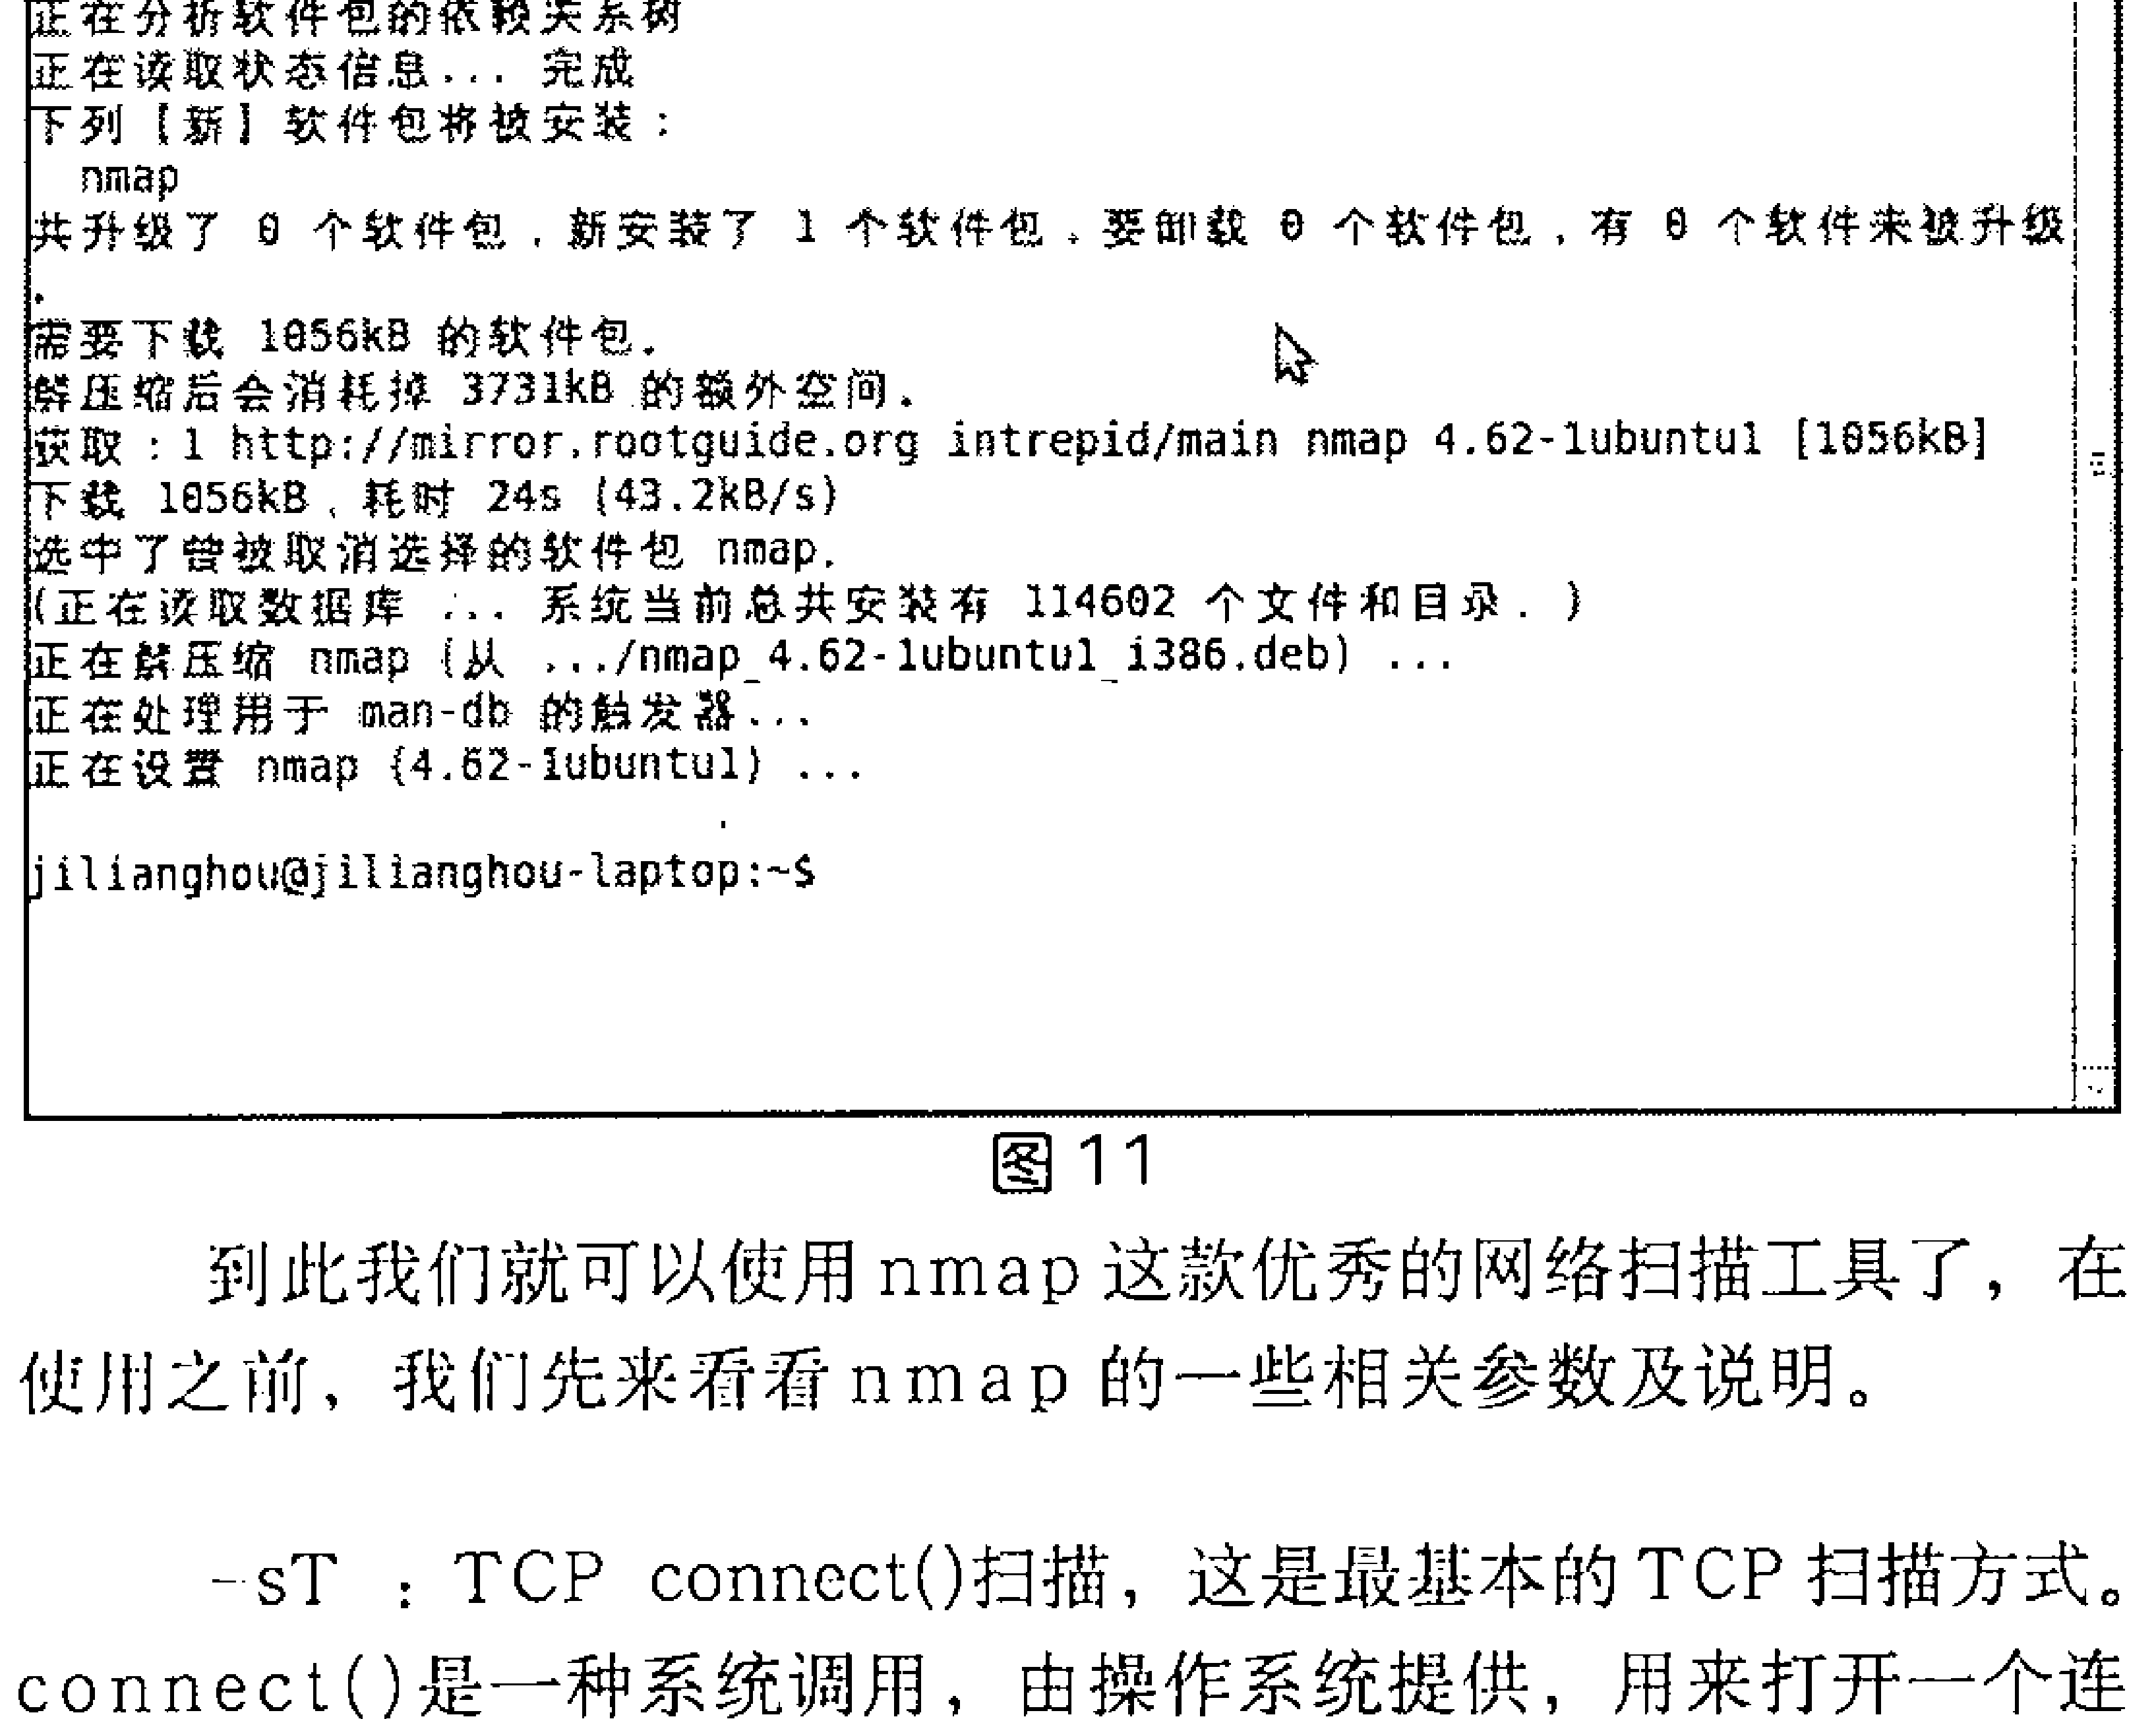 正在分析软件包的依赖关系树
正在读取状态信息... 完成
下列【新】软件包将被安装：
nmap
共升级了 0 个软件包，新安装了 1 个软件包，要卸载 0 个软件包，有 0 个软件未被升级
。
需要下载 1056kB 的软件包。
解压缩后会消耗掉 3731kB 的额外空间。
获取：1 http://mirror.rootguide.org intrepid/main nmap 4.62-1ubuntu1 [1056kB]
下载 1056kB，耗时 24s (43.2kB/s)
选中了曾被取消选择的软件包 nmap。
(正在读取数据库 ... 系统当前总共安装有 114602 个文件和目录。)
正在解压缩 nmap (从 .../nmap_4.62-1ubuntu1_i386.deb) ...
正在处理用于 man-db 的触发器...
正在设置 nmap (4.62-1ubuntu1) ...
jilianghou@jilianghou-laptop:~$
图 11
到此我们就可以使用 nmap 这款优秀的网络扫描工具了，在
使用之前，我们先来看看 nmap 的一些相关参数及说明。
-sT ：TCP connect()扫描，这是最基本的 TCP 扫描方式。
connect()是一种系统调用，由操作系统提供，用来打开一个连